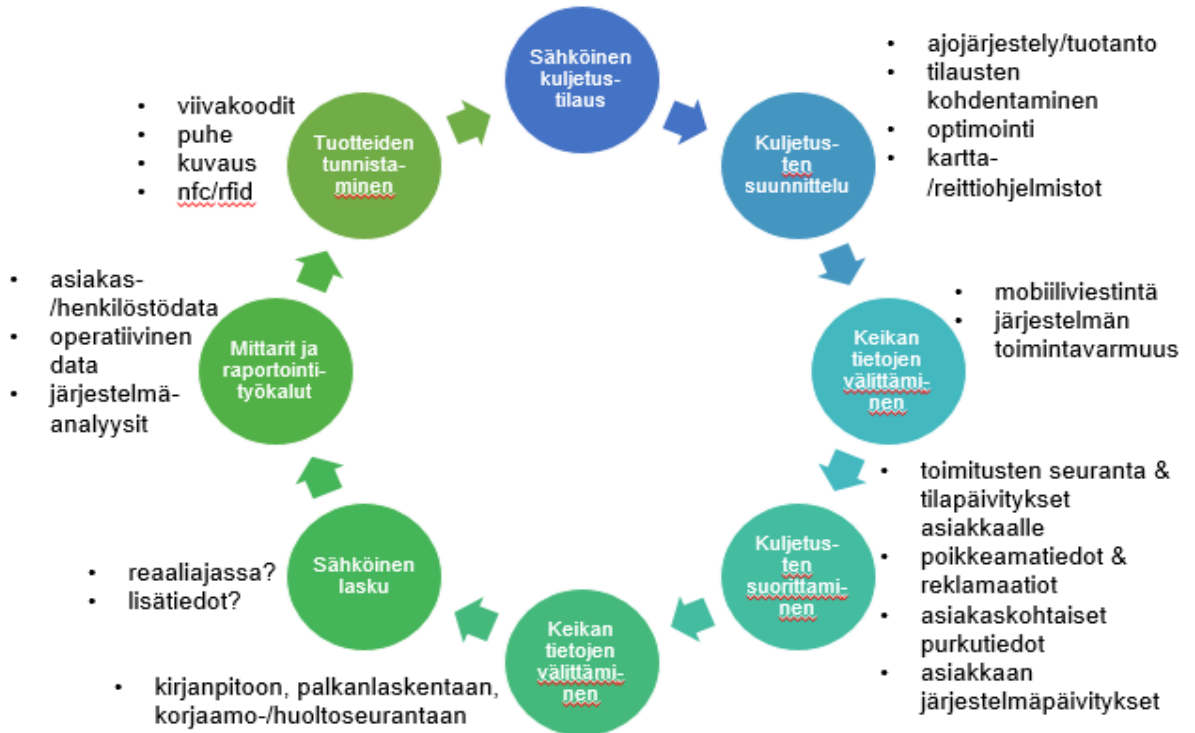 Sähköinen
kuljetus-
tilaus
• ajojärjestely/tuotanto
• tilausten
kohdentaminen
• optimointi
• kartta-
/reittiohjelmistot
Kuljetus-
ten
suunnittelu
• mobiiliviestintä
• järjestelmän
toimintavarmuus
Keikan
tietojen
välittämi-
nen
• toimitusten seuranta &
tilapäivitykset
asiakkaalle
• poikkeamatiedot &
reklamaatiot
• asiakaskohtaiset
purkutiedot
• asiakkaan
järjestelmäpäivitykset
Kuljetus-
ten
suorittami-
nen
Keikan
tietojen
välittämi-
nen
• kirjanpitoon, palkanlaskentaan,
korjaamo-/huoltoseurantaan
Sähköinen
lasku
• reaaliajassa?
• lisätiedot?
Mittarit ja
raportointi-
työkalut
• asiakas-
/henkilöstödata
• operatiivinen
data
• järjestelmä-
analyysit
Tuotteiden
tunnista-
minen
• viivakoodit
• puhe
• kuvaus
• nfc/rfid